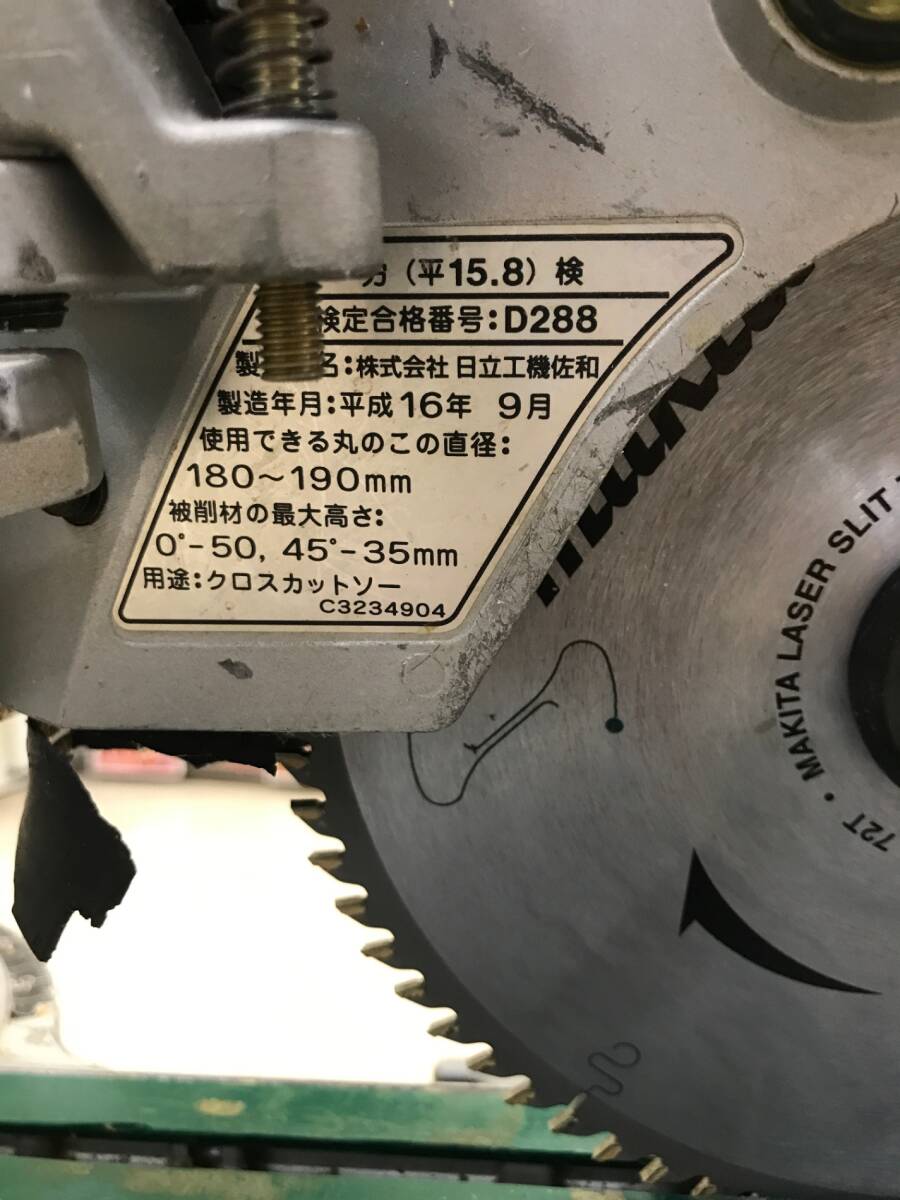 労（平15.8）検
検定合格番号：D288
製 名：株式会社 日立工機佐和
製造年月：平成16年 9月
使用できる丸のこの直径：
180～190mm
被削材の最大高さ：
0°-50, 45°-35mm
用途：クロスカットソー
C3234904
makita
72T・MAKITA LASER SLIT